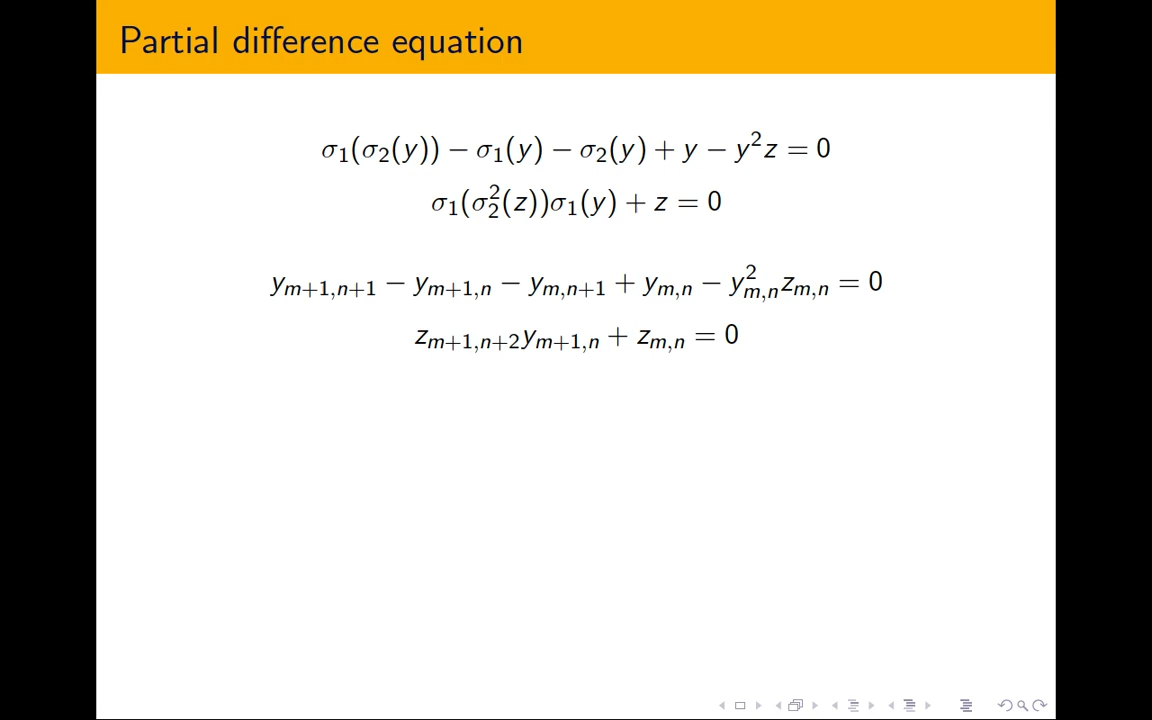 Partial difference equation
σ₁(σ₂(y)) − σ₁(y) − σ₂(y) + y − y²z = 0
σ₁(σ₂²(z))σ₁(y) + z = 0
y_{m+1,n+1} − y_{m+1,n} − y_{m,n+1} + y_{m,n} − y²_{m,n}z_{m,n} = 0
z_{m+1,n+2}y_{m+1,n} + z_{m,n} = 0